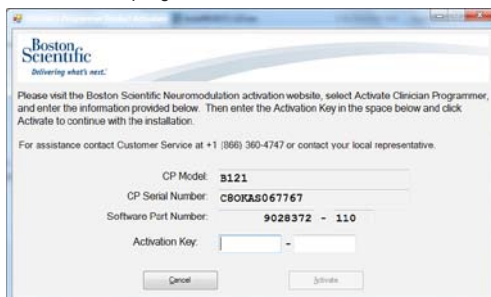 Boston
Scientific
Delivering what's next.™
Please visit the Boston Scientific Neuromodulation activation website, select Activate Clinician Programmer,
and enter the information provided below. Then enter the Activation Key in the space below and click
Activate to continue with the installation.
For assistance contact Customer Service at +1 (866) 360-4747 or contact your local representative.
CP Model: B121
CP Serial Number: C8OKAS067767
Software Part Number: 9028372 - 110
Activation Key: -
Cancel Activate